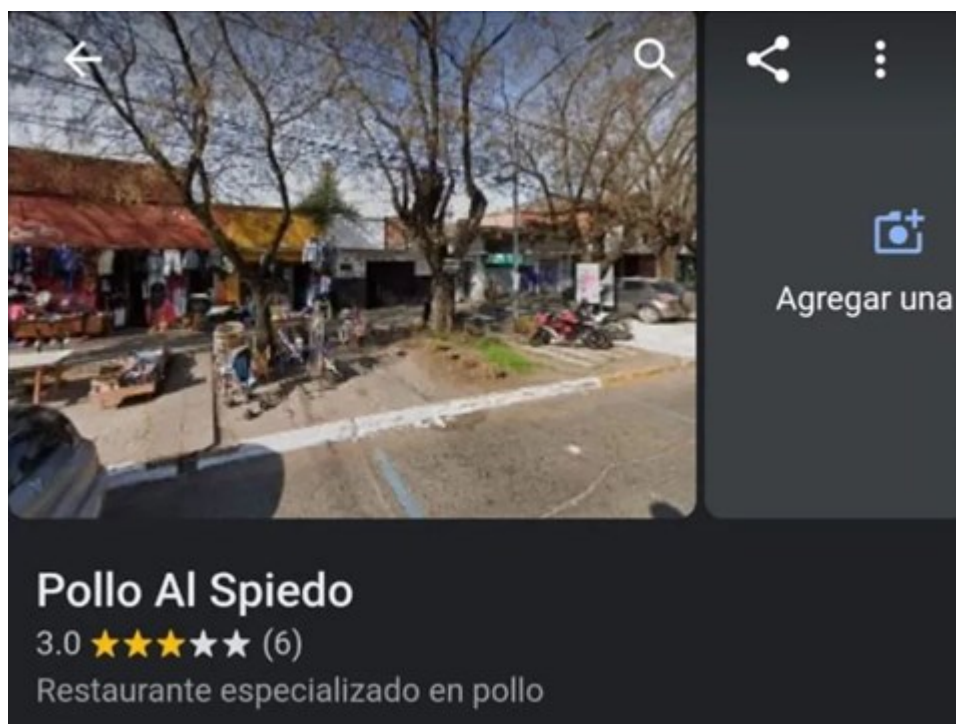 Agregar una
Pollo Al Spiedo
3.0 ★★★★★ (6)
Restaurante especializado en pollo